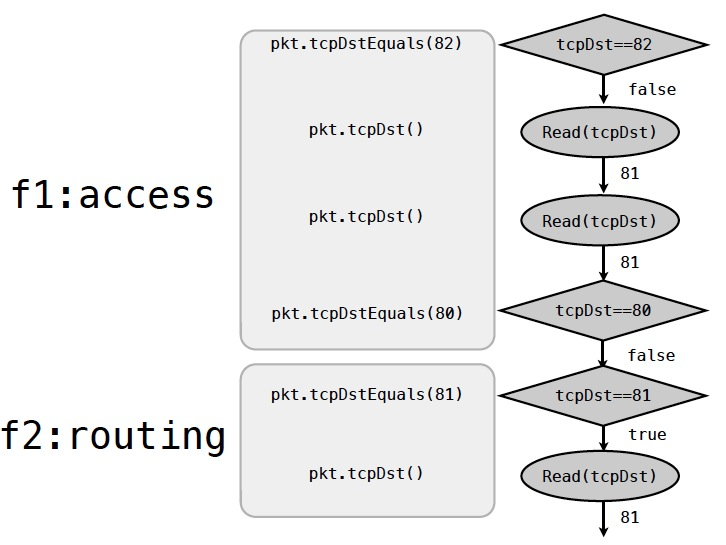 pkt.tcpDstEquals(82)
tcpDst==82
false
pkt.tcpDst()
Read(tcpDst)
81
f1:access
pkt.tcpDst()
Read(tcpDst)
81
pkt.tcpDstEquals(80)
tcpDst==80
false
pkt.tcpDstEquals(81)
tcpDst==81
f2:routing
true
pkt.tcpDst()
Read(tcpDst)
81